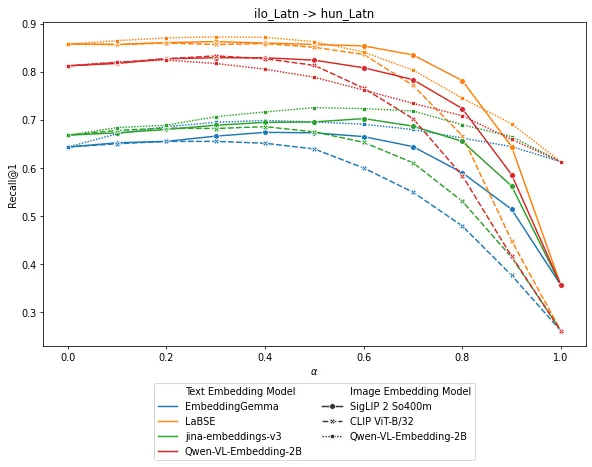 ilo_Latn -> hun_Latn
Recall@1
0.9
0.8
0.7
0.6
0.5
0.4
0.3
0.0 0.2 0.4 0.6 0.8 1.0
α
Text Embedding Model Image Embedding Model
EmbeddingGemma SigLIP 2 So400m
LaBSE CLIP ViT-B/32
jina-embeddings-v3 Qwen-VL-Embedding-2B
Qwen-VL-Embedding-2B